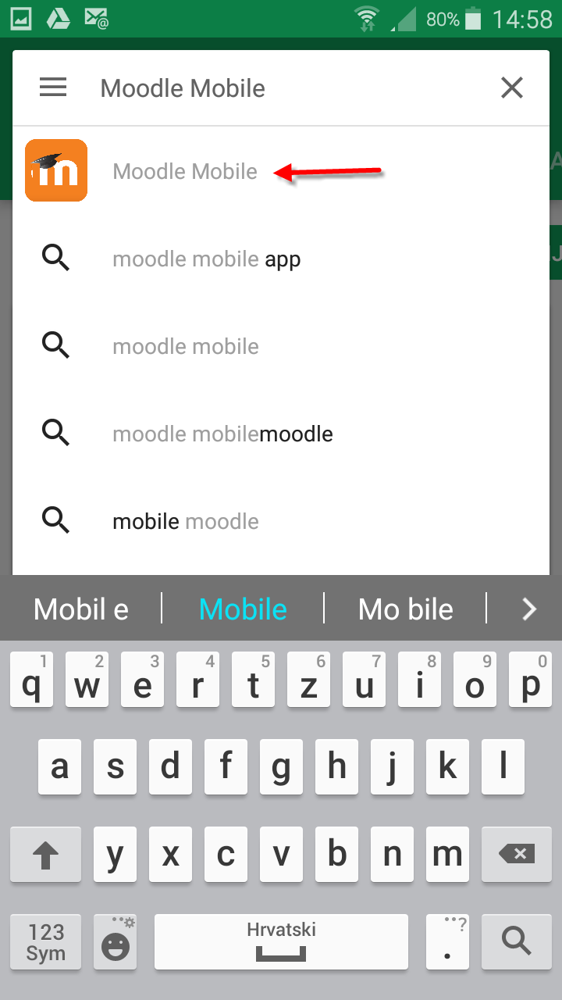 80% 14:58
Moodle Mobile
Moodle Mobile
moodle mobile app
moodle mobile
moodle mobilemoodle
mobile moodle
Mobil e Mobile Mo bile
1 2 3 4 5 6 7 8 9 0
q w e r t z u i o p
a s d f g h j k l
y x c v b n m
123
Sym
Hrvatski
. ?